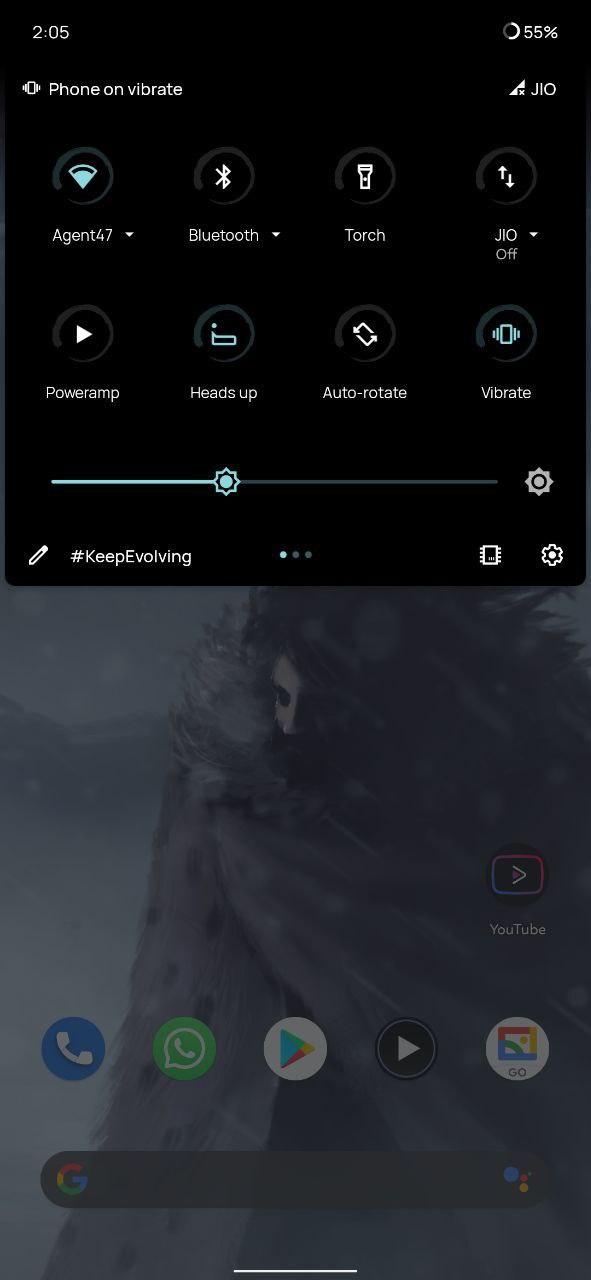 2:05
55%
Phone on vibrate
JIO
Agent47
Bluetooth
Torch
JIO
Off
Poweramp
Heads up
Auto-rotate
Vibrate
#KeepEvolving
YouTube
GO